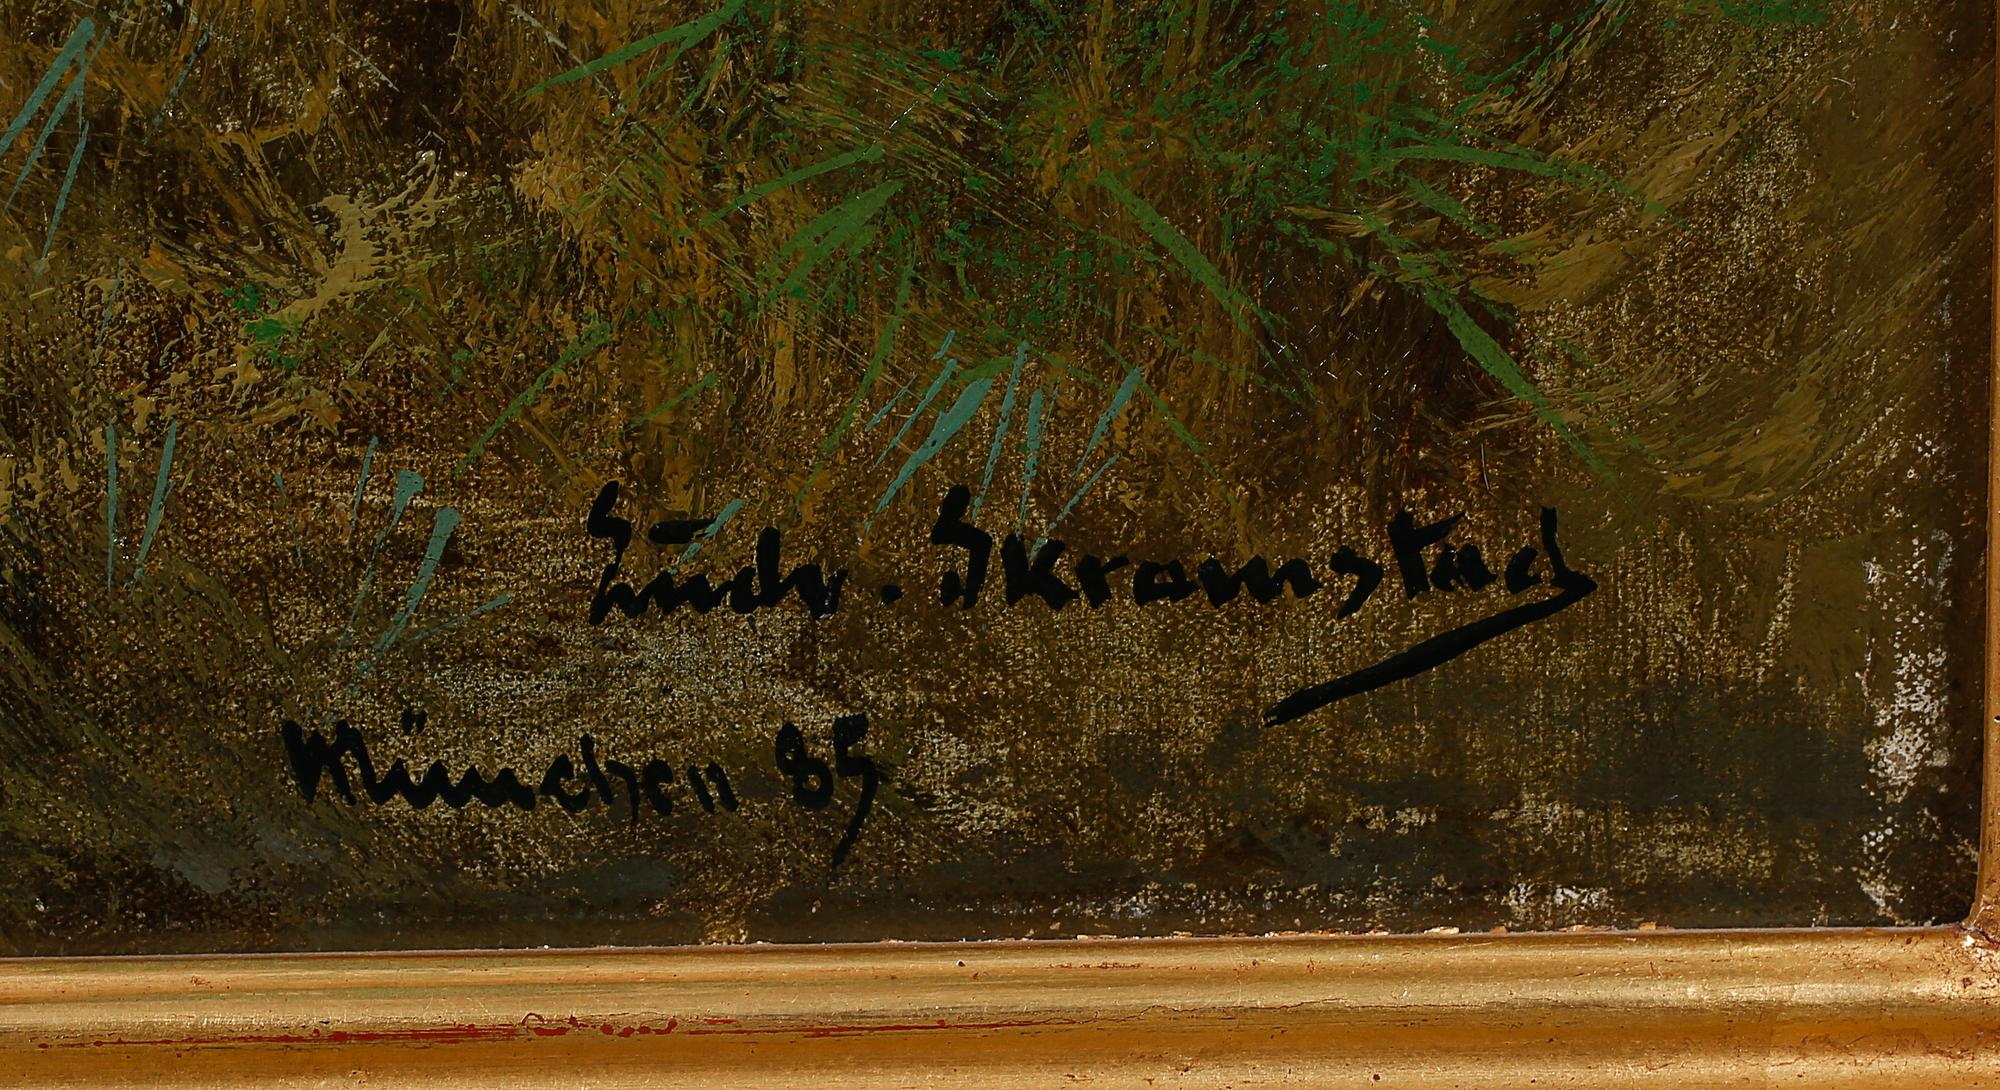 Ludv. Skramstad
München 85